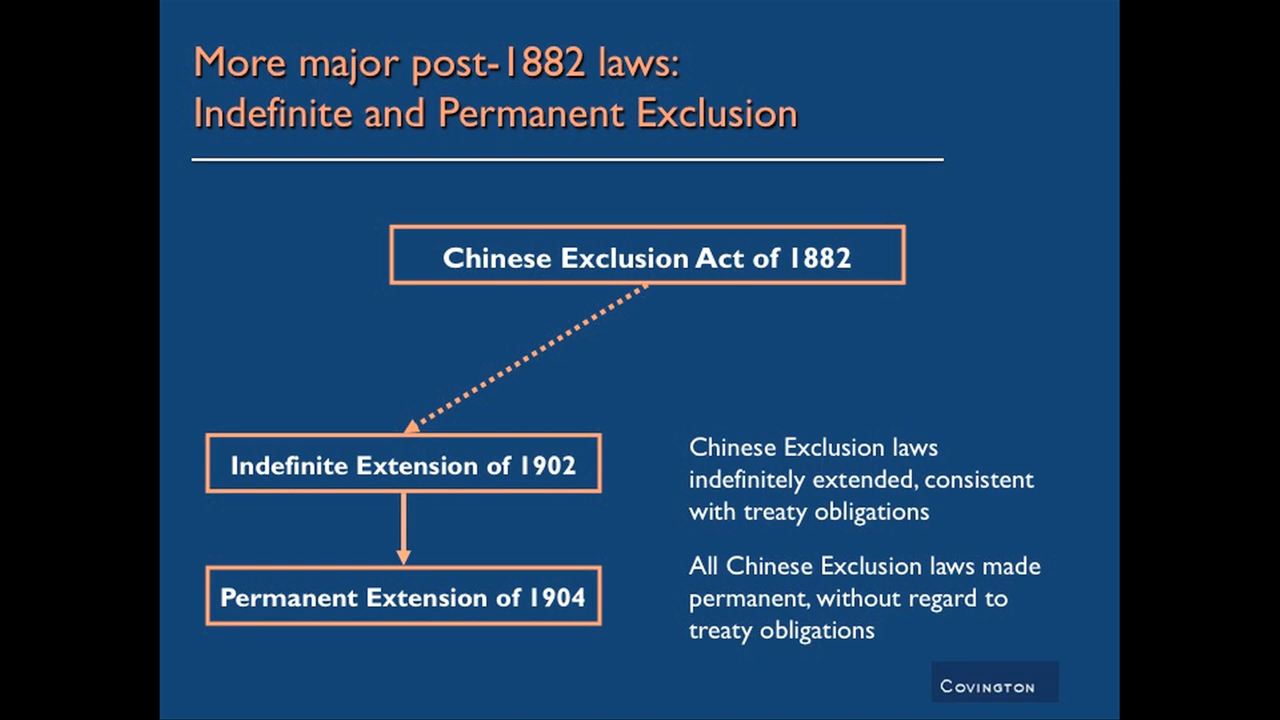 More major post-1882 laws:
Indefinite and Permanent Exclusion
Chinese Exclusion Act of 1882
Indefinite Extension of 1902
Chinese Exclusion laws
indefinitely extended, consistent
with treaty obligations
Permanent Extension of 1904
All Chinese Exclusion laws made
permanent, without regard to
treaty obligations
COVINGTON